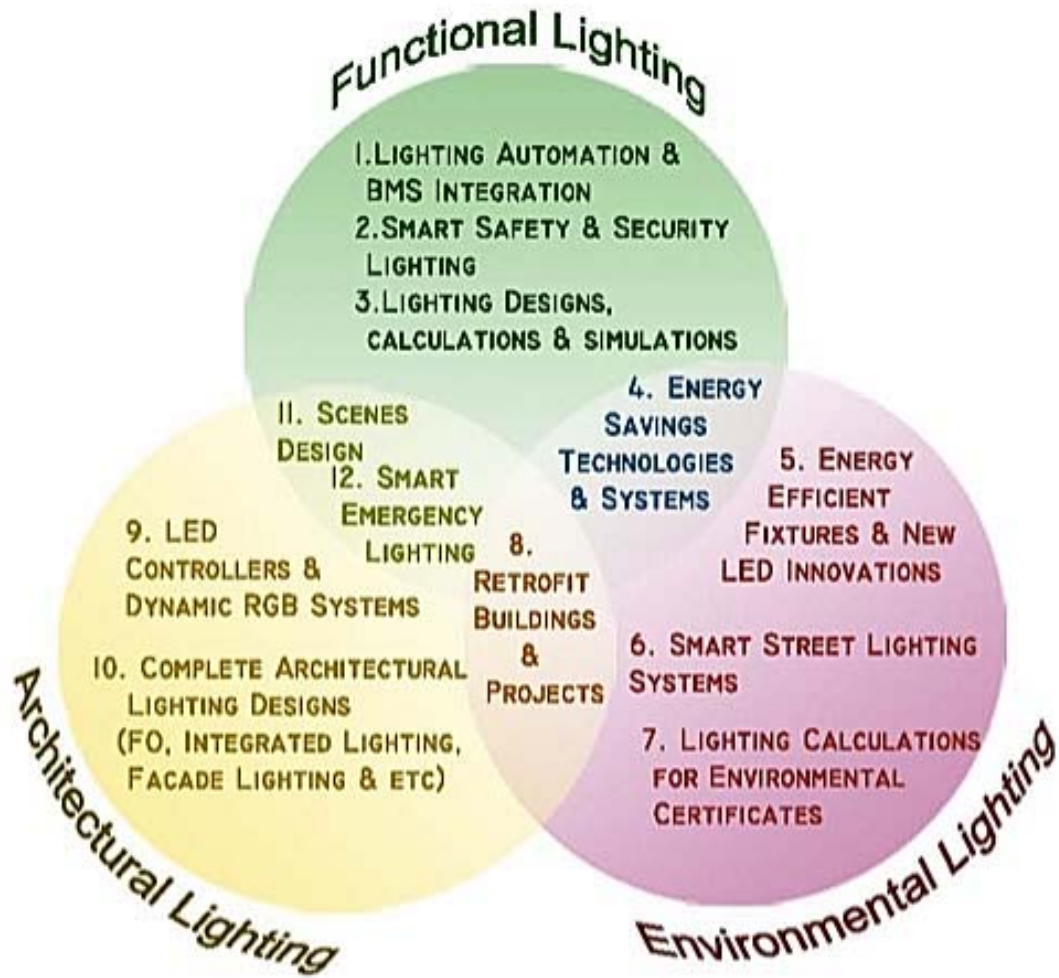 Functional Lighting
1.Lighting Automation &
BMS Integration
2.Smart Safety & Security
Lighting
3.Lighting Designs,
calculations & simulations
4. Energy
Savings
Technologies
& Systems
5. Energy
Efficient
Fixtures & New
LED Innovations
6. Smart Street Lighting
Systems
7. Lighting Calculations
for Environmental
Certificates
8.
Retrofit
Buildings
&
Projects
9. LED
Controllers &
Dynamic RGB Systems
10. Complete Architectural
Lighting Designs
(FO, Integrated Lighting,
Facade Lighting & etc)
11. Scenes
Design
12. Smart
Emergency
Lighting
Architectural Lighting
Environmental Lighting